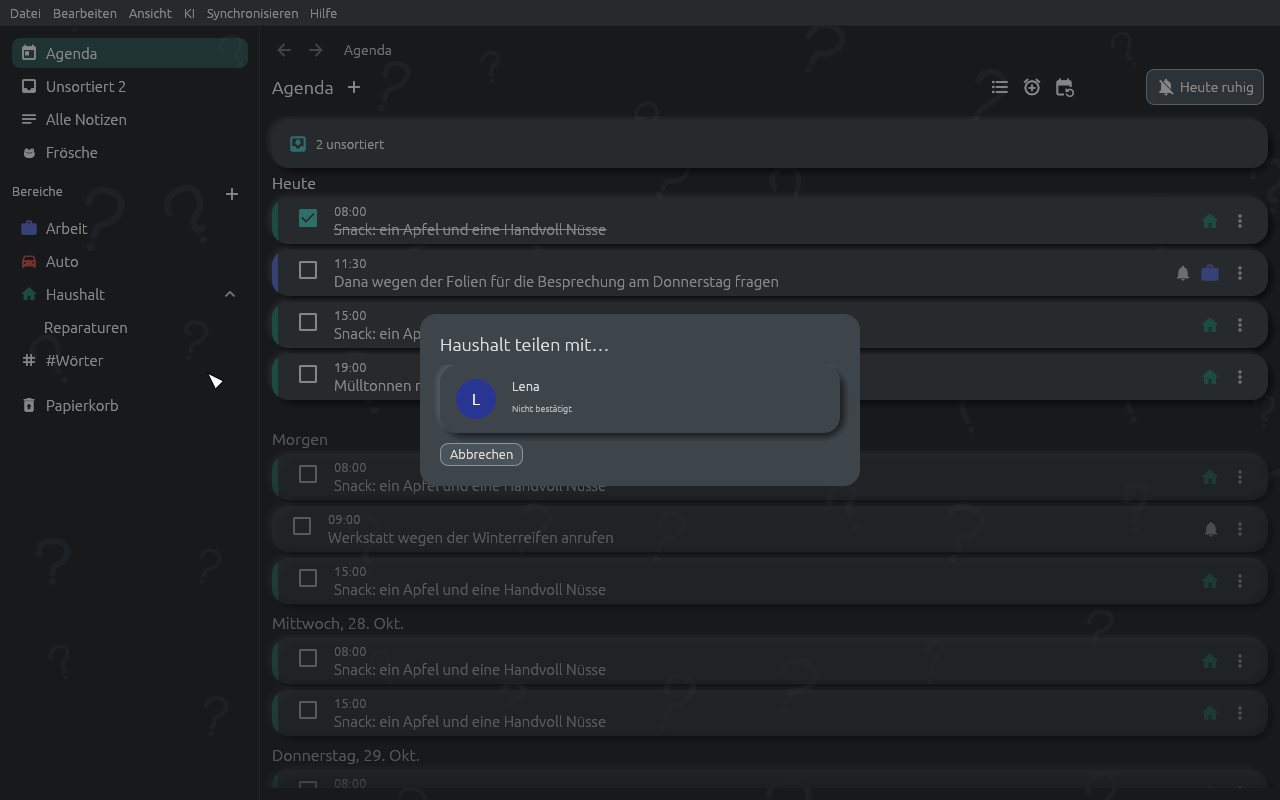 Datei Bearbeiten Ansicht KI Synchronisieren Hilfe
Agenda
Unsortiert 2
Alle Notizen
Frösche
Bereiche
Arbeit
Auto
Haushalt
Reparaturen
#Wörter
Papierkorb
Agenda
Agenda
Heute ruhig
2 unsortiert
Heute
08:00
Snack: ein Apfel und eine Handvoll Nüsse
11:30
Dana wegen der Folien für die Besprechung am Donnerstag fragen
15:00
Snack: ein Ap
19:00
Mülltonnen
Haushalt teilen mit…
L
Lena
Nicht bestätigt
Abbrechen
Morgen
08:00
Snack: ein Apfel und eine Handvoll Nüsse
09:00
Werkstatt wegen der Winterreifen anrufen
15:00
Snack: ein Apfel und eine Handvoll Nüsse
Mittwoch, 28. Okt.
08:00
Snack: ein Apfel und eine Handvoll Nüsse
15:00
Snack: ein Apfel und eine Handvoll Nüsse
Donnerstag, 29. Okt.
08:00